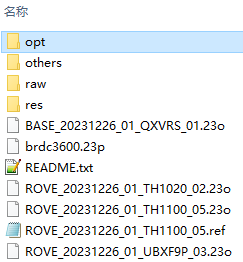 名称
opt
others
raw
res
BASE_20231226_01_QXVRS_01.23o
brdc3600.23p
README.txt
ROVE_20231226_01_TH1020_02.23o
ROVE_20231226_01_TH1100_05.23o
ROVE_20231226_01_TH1100_05.ref
ROVE_20231226_01_UBXF9P_03.23o